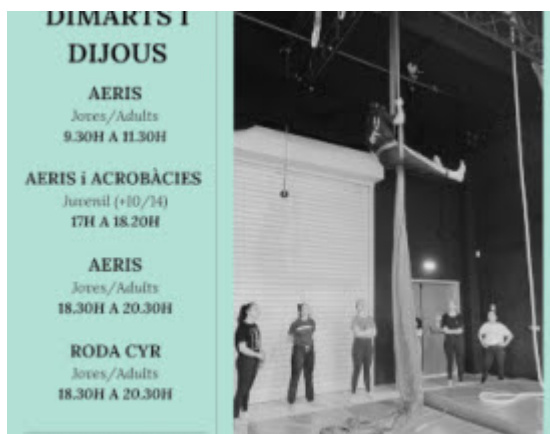 DIMARTS I
DIJOUS
AERIS
Joves/Adults
9.30H A 11.30H
AERIS i ACROBÀCIES
Juvenil (+10/14)
17H A 18.20H
AERIS
Joves/Adults
18.30H A 20.30H
RODA CYR
Joves/Adults
18.30H A 20.30H